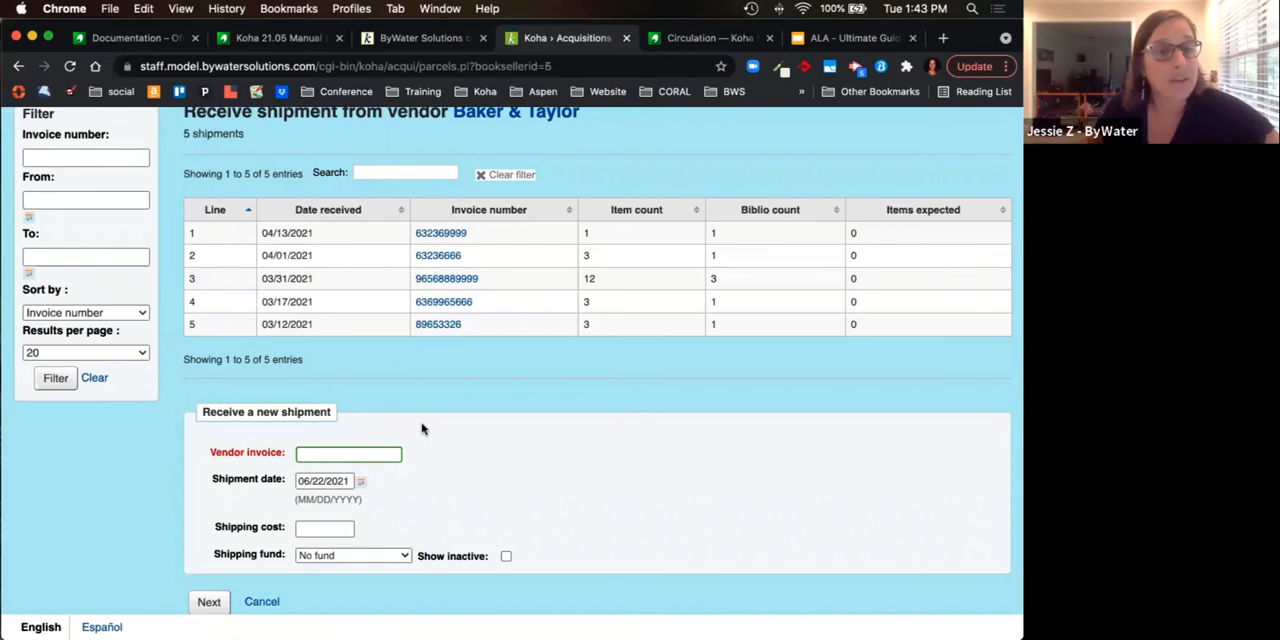 Chrome File Edit View History Bookmarks Profiles Tab Window Help 100% Tue 1:43 PM
Documentation – Of
Koha 21.05 Manual
ByWater Solutions c
Koha › Acquisitions
Circulation — Koha
ALA - Ultimate Guid
staff.model.bywatersolutions.com/cgi-bin/koha/acqui/parcels.pl?booksellerid=5
Update
social Conference Training Koha Aspen Website CORAL BWS » Other Bookmarks Reading List
Filter
Invoice number:
From:
To:
Sort by :
Invoice number
Results per page :
20
Filter Clear
Receive shipment from vendor Baker & Taylor
5 shipments
Showing 1 to 5 of 5 entries Search: Clear filter
Line Date received Invoice number Item count Biblio count Items expected
1 04/13/2021 632369999 1 1 0
2 04/01/2021 63236666 3 1 0
3 03/31/2021 96568889999 12 3 0
4 03/17/2021 6369965666 3 1 0
5 03/12/2021 89653326 3 1 0
Showing 1 to 5 of 5 entries
Receive a new shipment
Vendor invoice:
Shipment date: 06/22/2021
(MM/DD/YYYY)
Shipping cost:
Shipping fund: No fund Show inactive:
Next Cancel
English Español
Jessie Z - ByWater